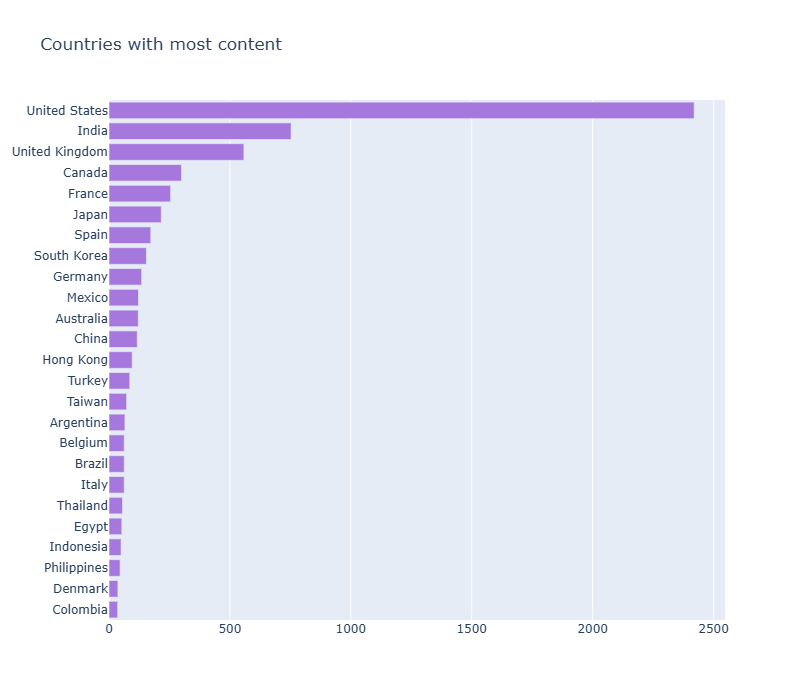 Countries with most content
United States
India
United Kingdom
Canada
France
Japan
Spain
South Korea
Germany
Mexico
Australia
China
Hong Kong
Turkey
Taiwan
Argentina
Belgium
Brazil
Italy
Thailand
Egypt
Indonesia
Philippines
Denmark
Colombia
0 500 1000 1500 2000 2500